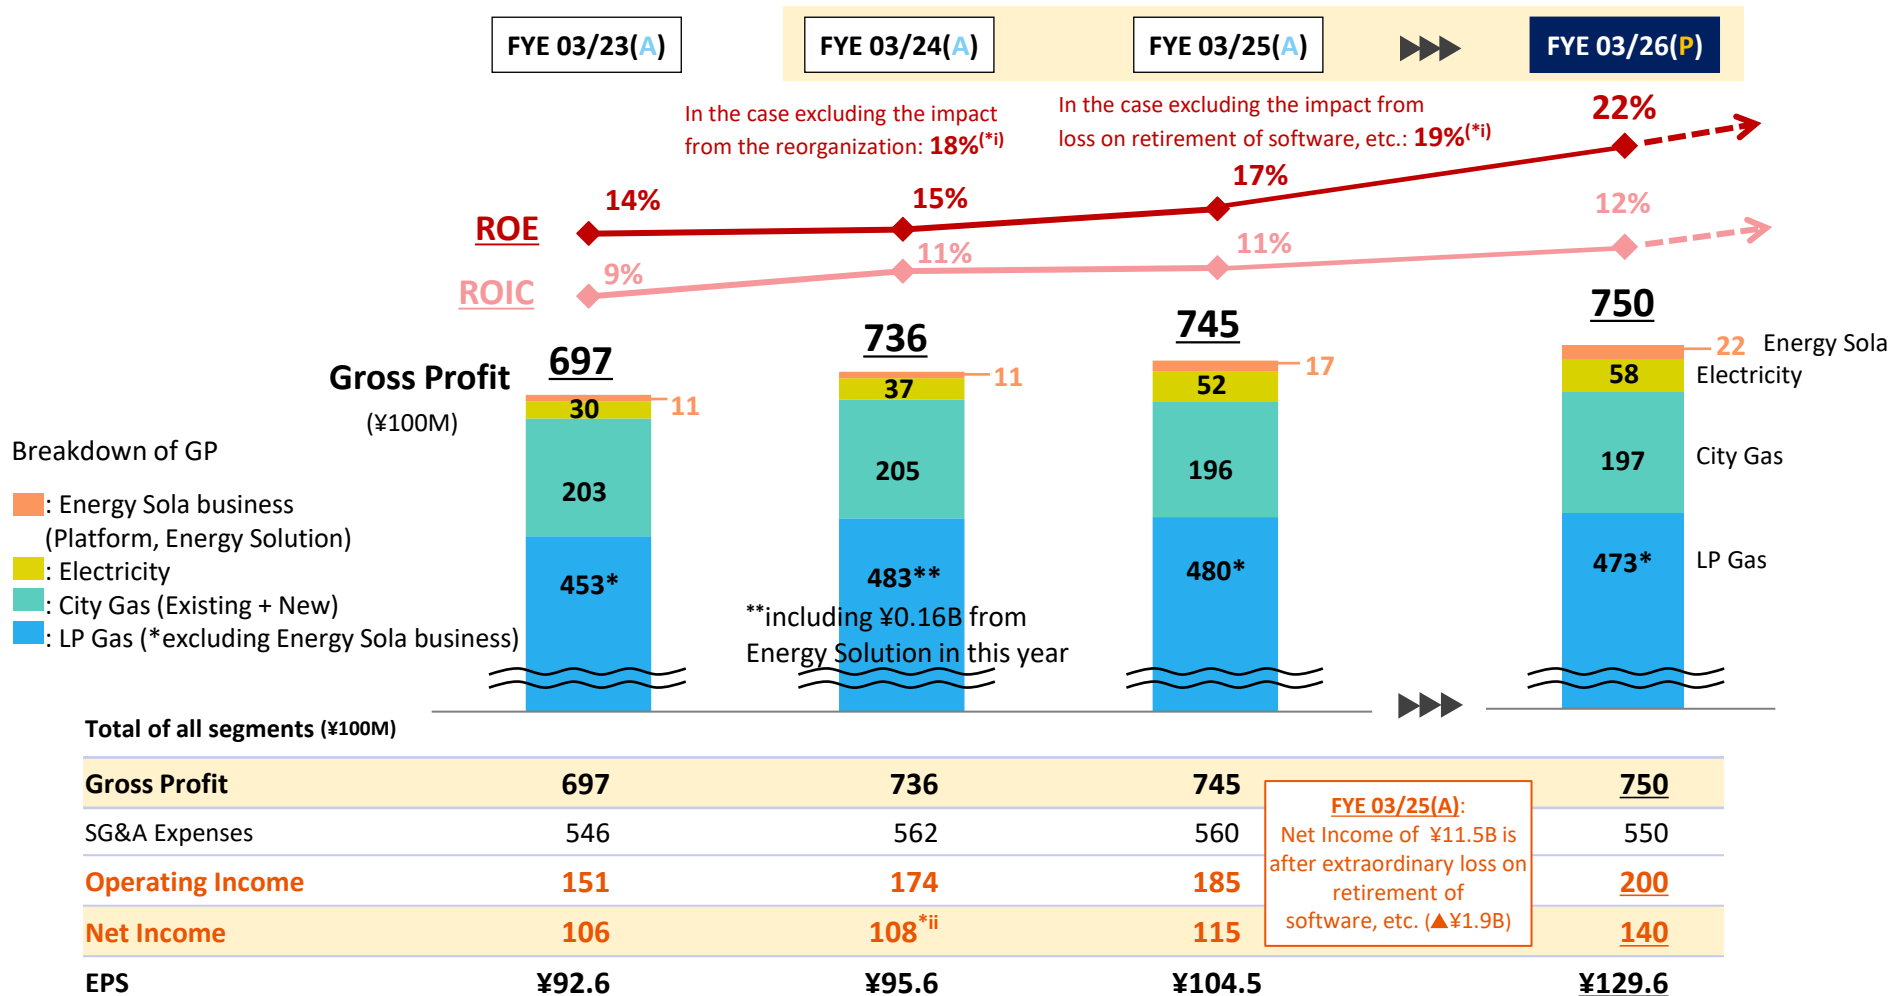 FYE 03/23(A)
FYE 03/24(A)
FYE 03/25(A)
FYE 03/26(P)
In the case excluding the impact
from the reorganization: 18%(*i)
In the case excluding the impact from
loss on retirement of software, etc.: 19%(*i)
ROE
14%
15%
17%
22%
ROIC
9%
11%
11%
12%
Gross Profit
(¥100M)
697
736
745
750
11
11
17
22
Energy Sola
30
37
52
58
Electricity
203
205
196
197
City Gas
453*
483**
480*
473*
LP Gas
**including ¥0.16B from
Energy Solution in this year
Breakdown of GP
: Energy Sola business
(Platform, Energy Solution)
: Electricity
: City Gas (Existing + New)
: LP Gas (*excluding Energy Sola business)
Total of all segments (¥100M)
Gross Profit 697 736 745 750
SG&A Expenses 546 562 560 550
Operating Income 151 174 185 200
Net Income 106 108*ii 115 140
EPS ¥92.6 ¥95.6 ¥104.5 ¥129.6
FYE 03/25(A):
Net Income of ¥11.5B is
after extraordinary loss on
retirement of
software, etc. (▲¥1.9B)